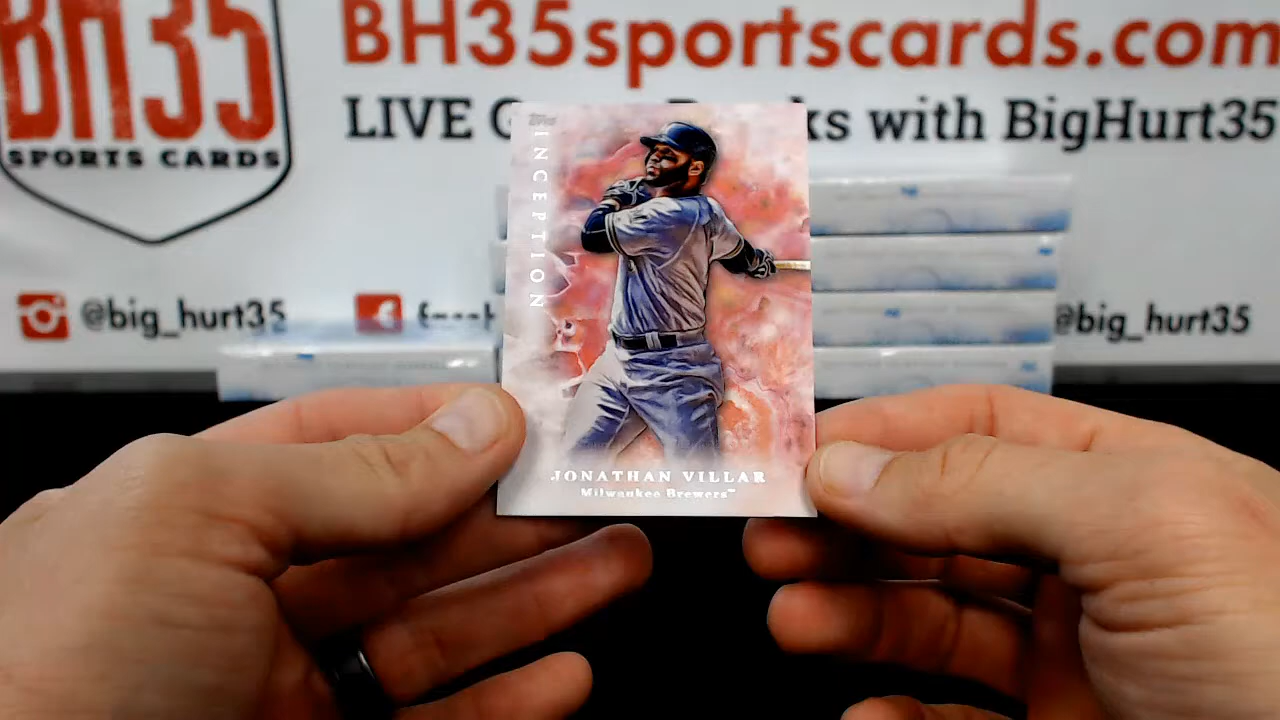 BH35
SPORTS CARDS
BH35sportscards.com
LIVE ks with BigHurt35
@big_hurt35
@big_hurt35
Topps
INCEPTION
JONATHAN VILLAR
Milwaukee Brewers™